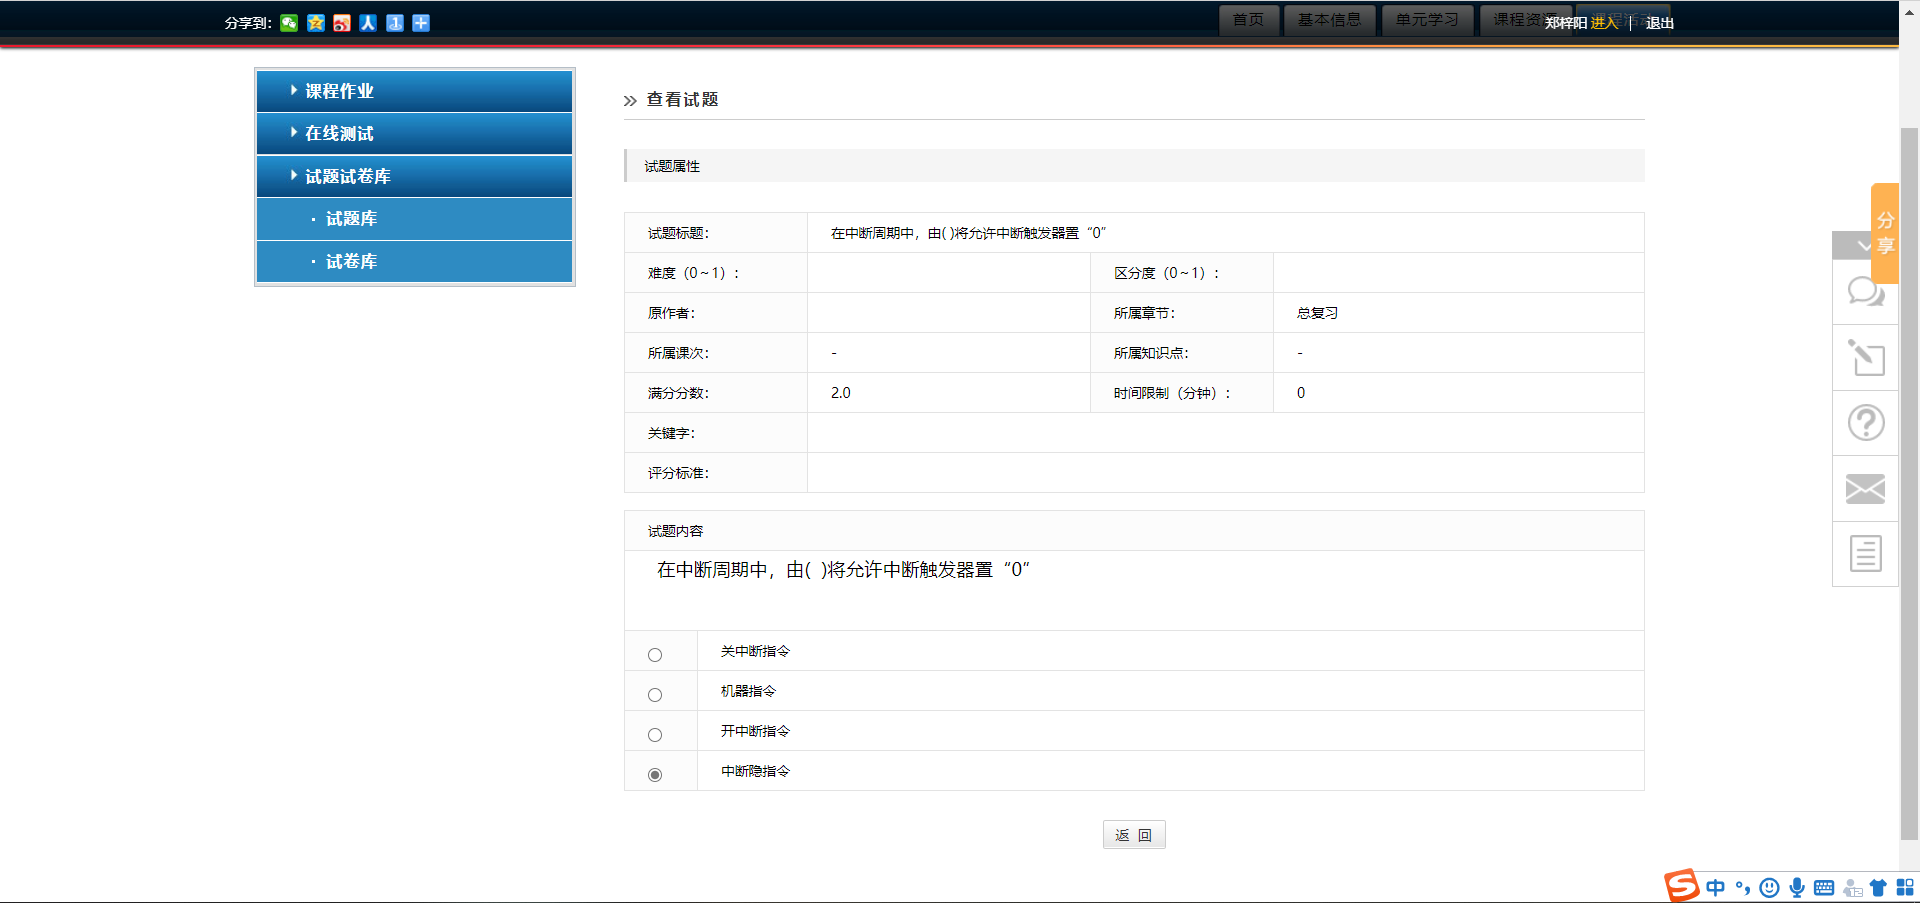 分享到:
首页 基本信息 单元学习 课程资源 课程活动
郑梓阳 进入 | 退出
课程作业
在线测试
试题试卷库
· 试题库
· 试卷库
查看试题
试题属性
试题标题: 在中断周期中，由( )将允许中断触发器置“0”
难度（0~1）: 区分度（0~1）:
原作者: 所属章节: 总复习
所属课次: - 所属知识点: -
满分分数: 2.0 时间限制（分钟）: 0
关键字:
评分标准:
试题内容
在中断周期中，由( )将允许中断触发器置“0”
关中断指令
机器指令
开中断指令
中断隐指令
返 回
分享
中